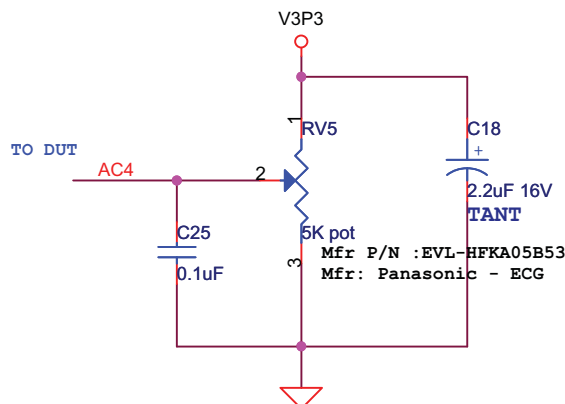 V3P3
1
RV5
C18
TO DUT
AC4
2
+
2.2uF 16V
TANT
C25
5K pot
0.1uF
3
Mfr P/N :EVL-HFKA05B53
Mfr: Panasonic - ECG